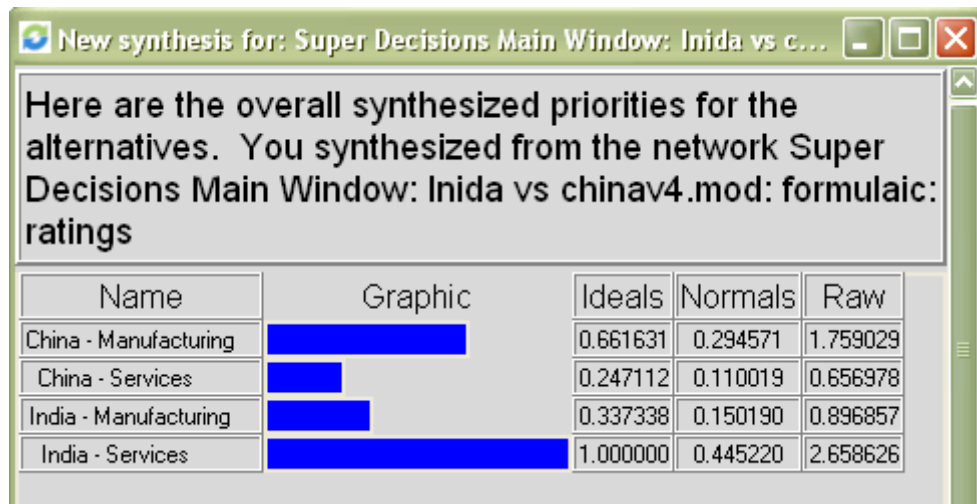 New synthesis for: Super Decisions Main Window: Inida vs c...
Here are the overall synthesized priorities for the
alternatives. You synthesized from the network Super
Decisions Main Window: Inida vs chinav4.mod: formulaic:
ratings
Name Graphic Ideals Normals Raw
China - Manufacturing 0.661631 0.294571 1.759029
China - Services 0.247112 0.110019 0.656978
India - Manufacturing 0.337338 0.150190 0.896857
India - Services 1.000000 0.445220 2.658626